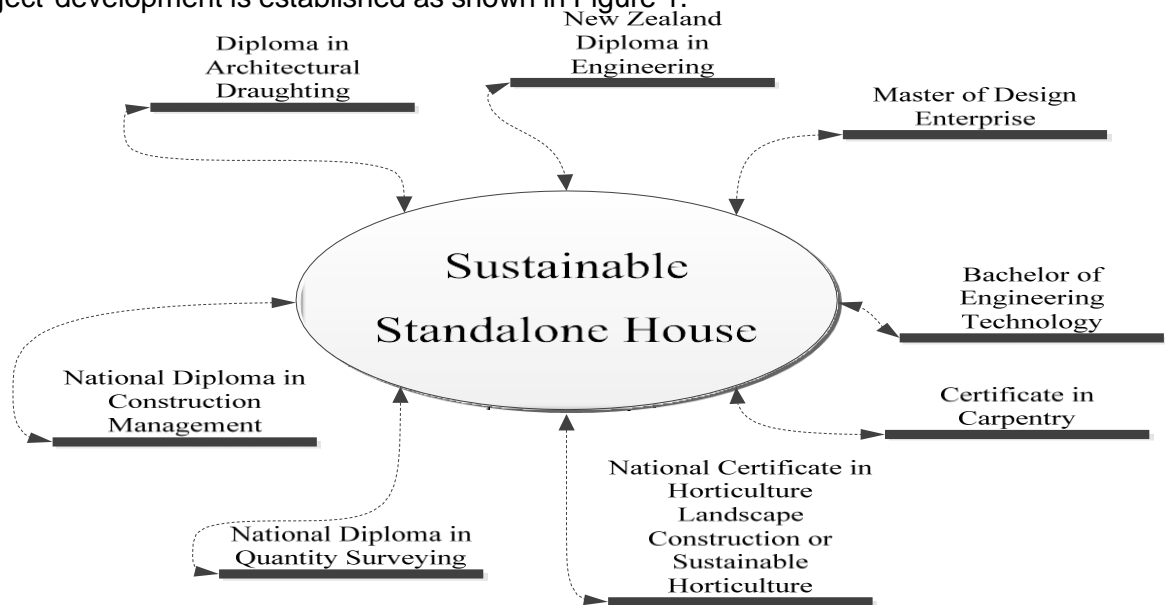 ject development is established as shown in Figure 1.
New Zealand
Diploma in
Engineering
Diploma in
Architectural
Draughting
Master of Design
Enterprise
Sustainable
Standalone House
Bachelor of
Engineering
Technology
National Diploma in
Construction
Management
Certificate in
Carpentry
National Certificate in
Horticulture
Landscape
Construction or
Sustainable
Horticulture
National Diploma in
Quantity Surveying